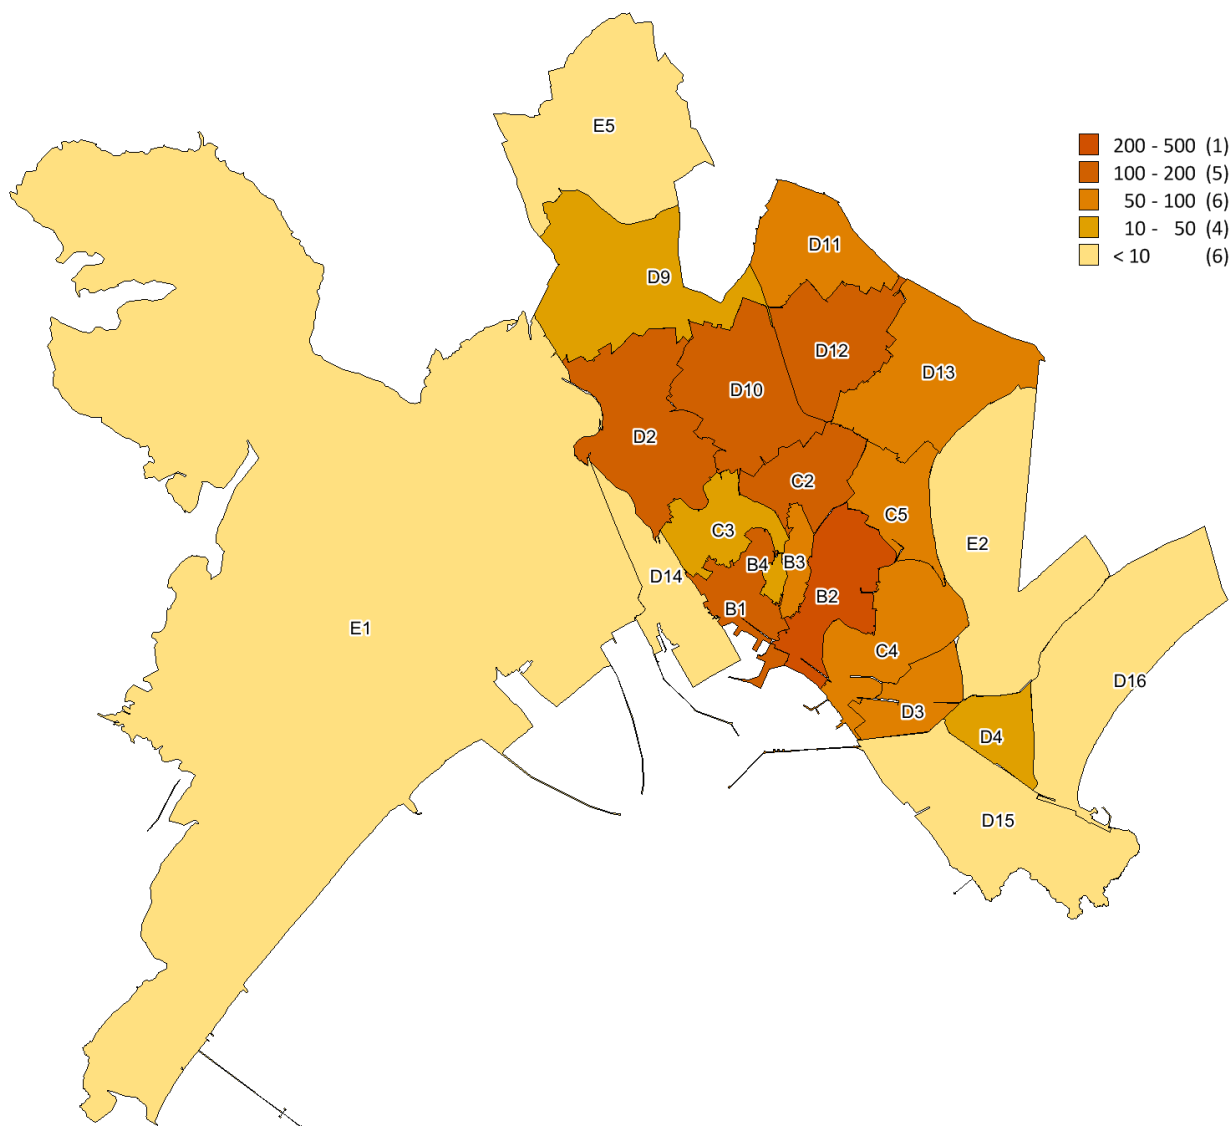 E5
200 - 500 (1)
100 - 200 (5)
50 - 100 (6)
10 - 50 (4)
< 10 (6)
D11
D9
D12
D13
D10
D2
C2
C3
C5
E2
B4
B3
D14
B2
B1
E1
C4
D16
D3
D4
D15